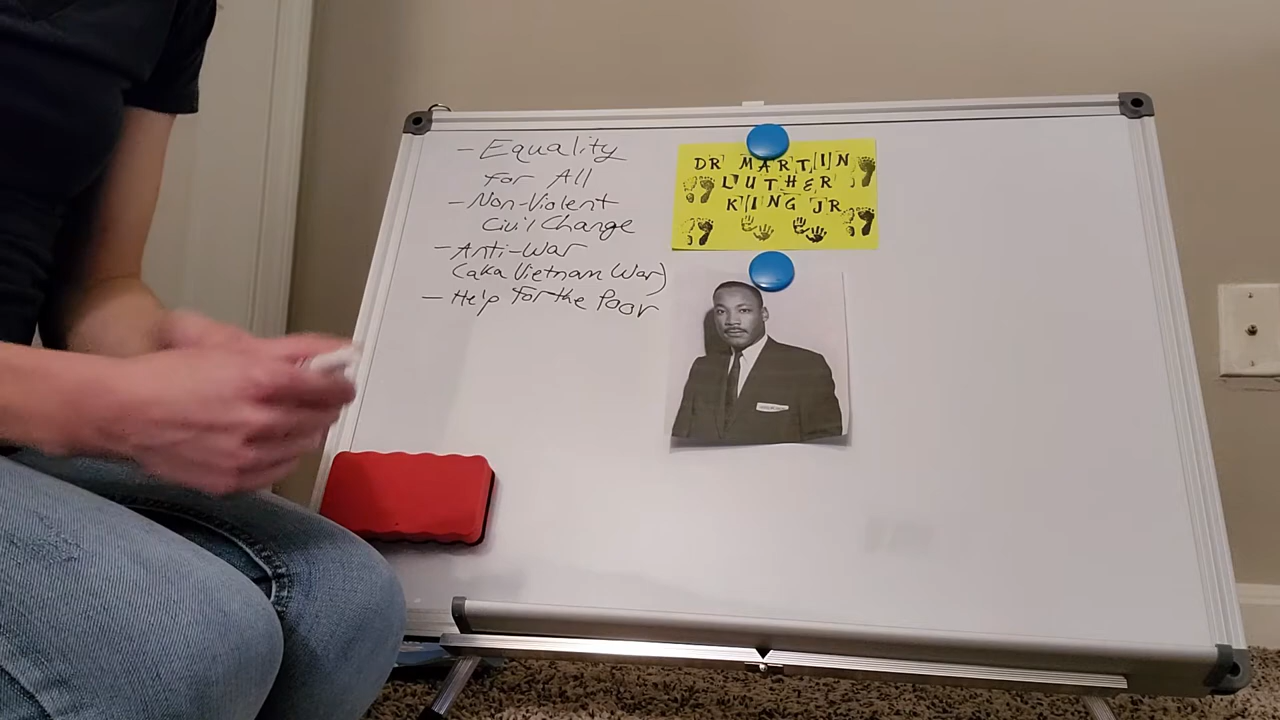 - Equality
for All
- Non-Violent
Civil Change
- Anti-War
(aka Vietnam War)
- Help for the Poor
DR MARTIN
LUTHER
KING JR